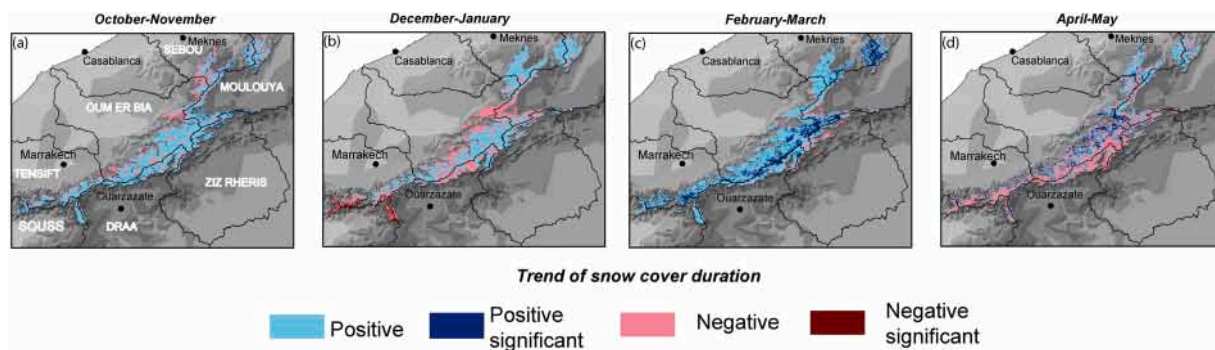 October-November
December-January
February-March
April-May
(a)
SEBOU
Meknes
Casablanca
MOULOUYA
OUM ER BIA
Marrakech
TENSIFT
ZIZ RHERIS
Ouarzazate
SOUSS
DRAA
(b)
Meknes
Casablanca
Marrakech
Ouarzazate
(c)
Meknes
Casablanca
Marrakech
Ouarzazate
(d)
Meknes
Casablanca
Marrakech
Ouarzazate
Trend of snow cover duration
Positive
Positive
significant
Negative
Negative
significant